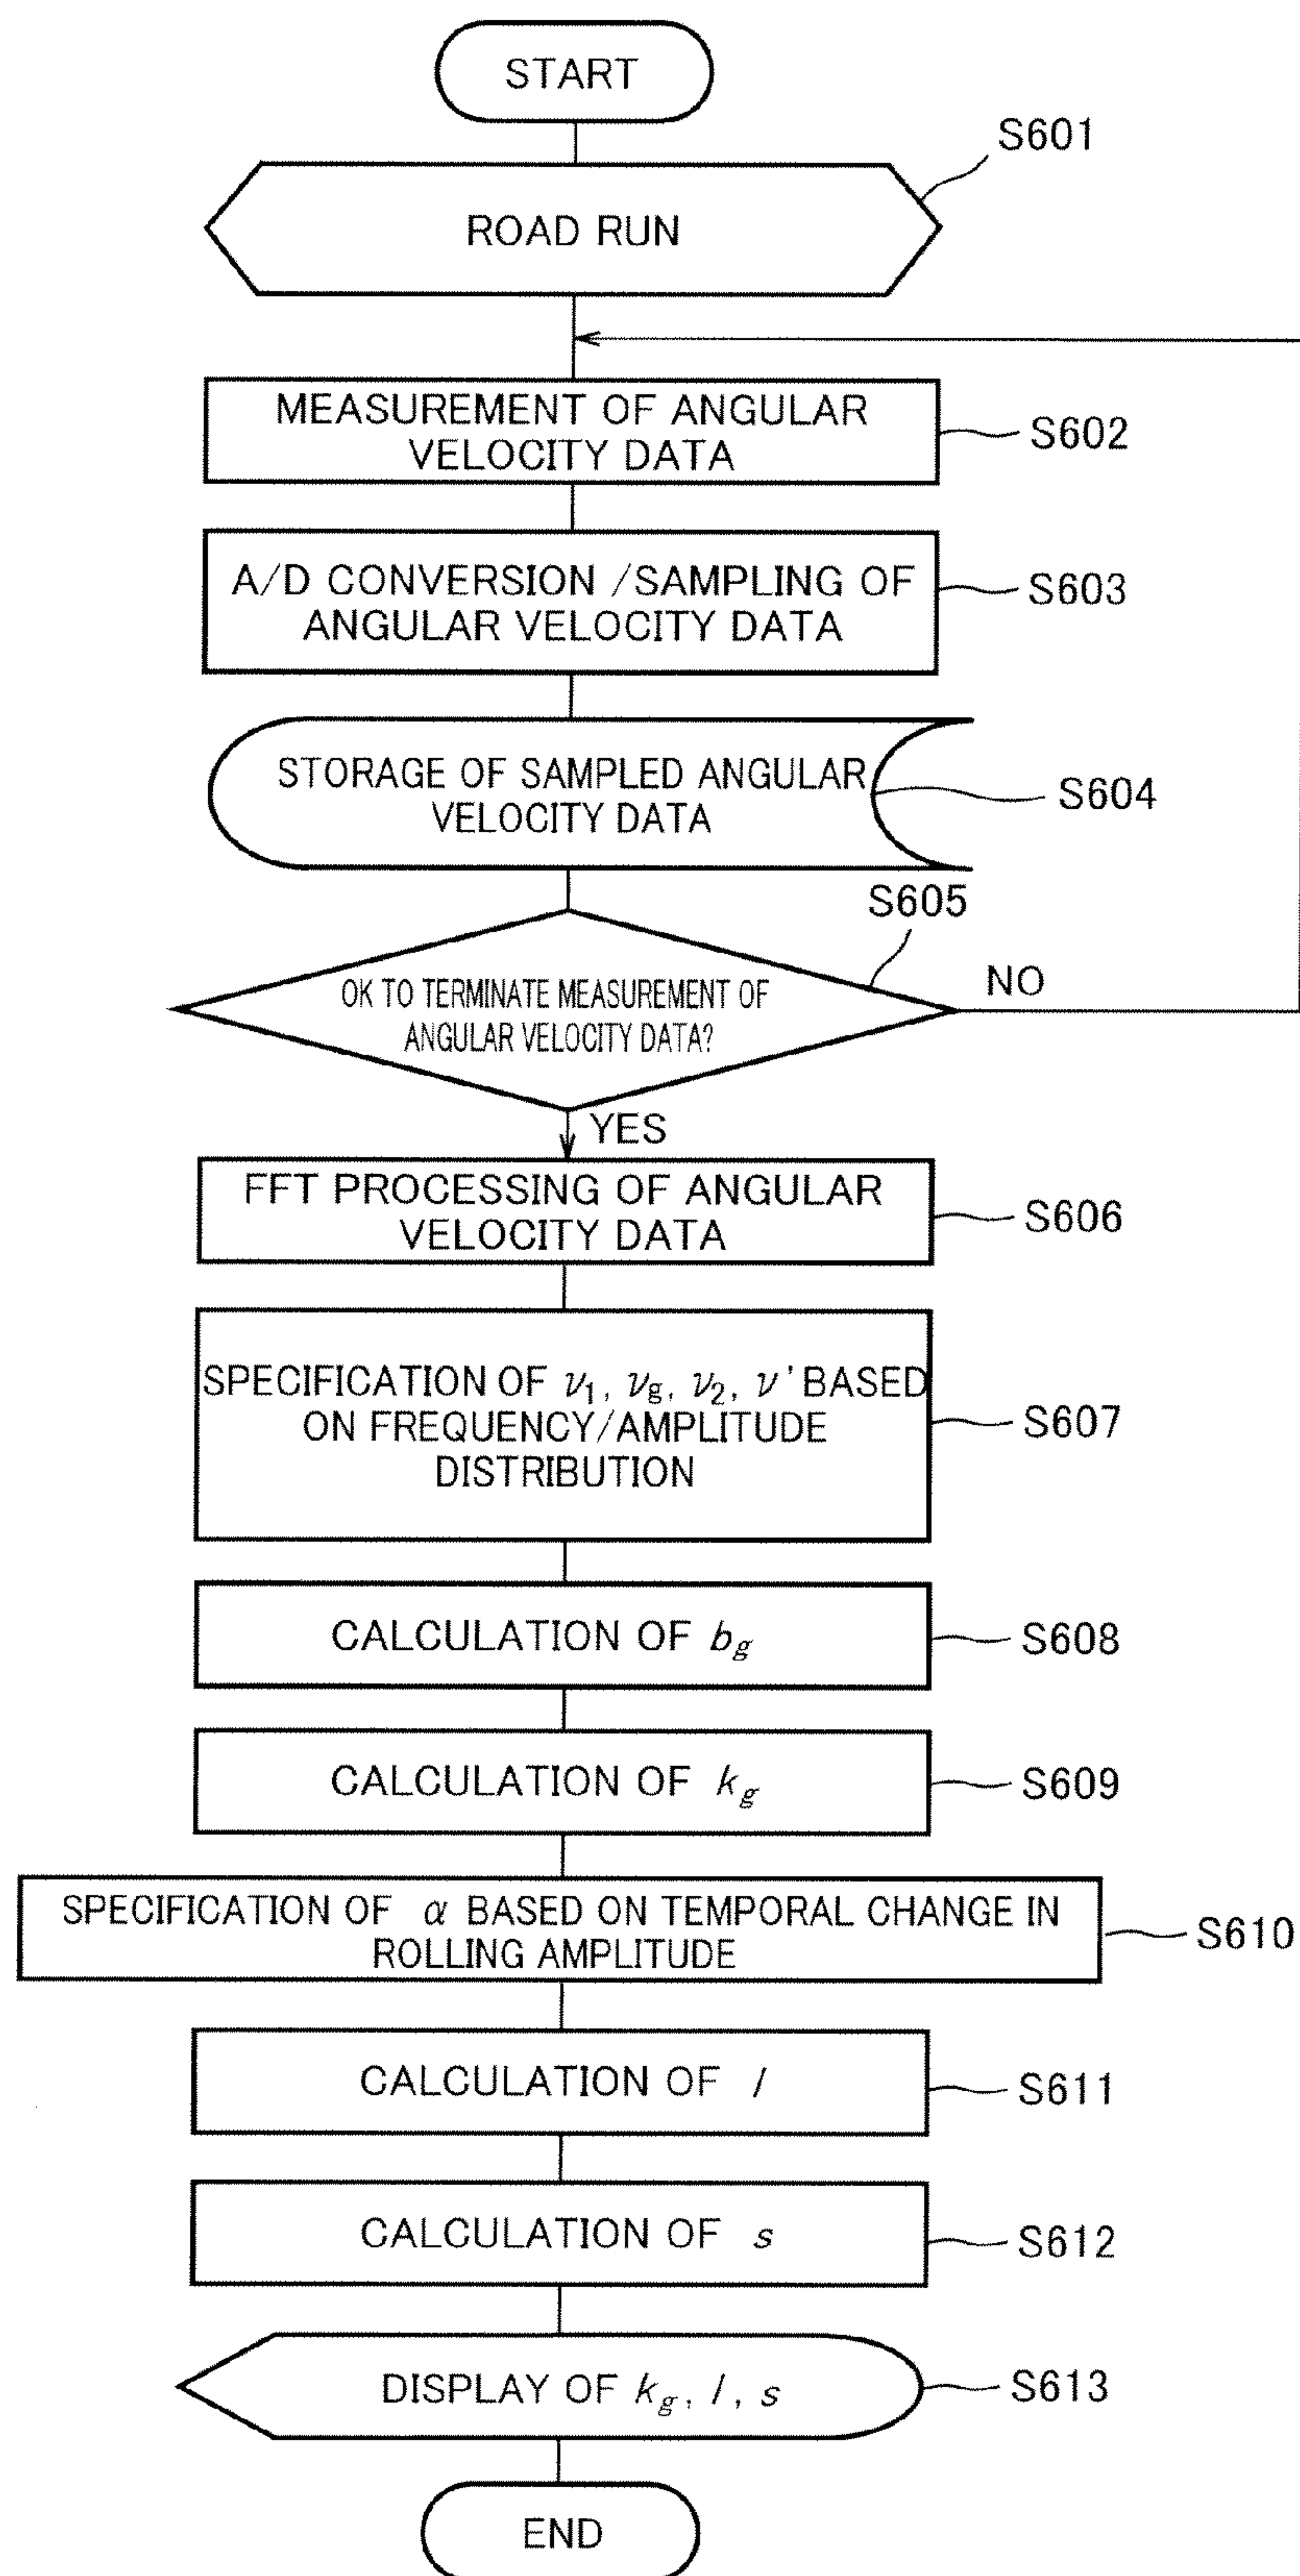 START
S601
ROAD RUN
MEASUREMENT OF ANGULAR
VELOCITY DATA
S602
A/D CONVERSION /SAMPLING OF
ANGULAR VELOCITY DATA
S603
STORAGE OF SAMPLED ANGULAR
VELOCITY DATA
S604
S605
OK TO TERMINATE MEASUREMENT OF
ANGULAR VELOCITY DATA?
NO
YES
FFT PROCESSING OF ANGULAR
VELOCITY DATA
S606
SPECIFICATION OF ν₁, νg, ν₂, ν' BASED
ON FREQUENCY/AMPLITUDE
DISTRIBUTION
S607
CALCULATION OF bg
S608
CALCULATION OF kg
S609
SPECIFICATION OF α BASED ON TEMPORAL CHANGE IN
ROLLING AMPLITUDE
S610
CALCULATION OF l
S611
CALCULATION OF s
S612
DISPLAY OF kg, l, s
S613
END